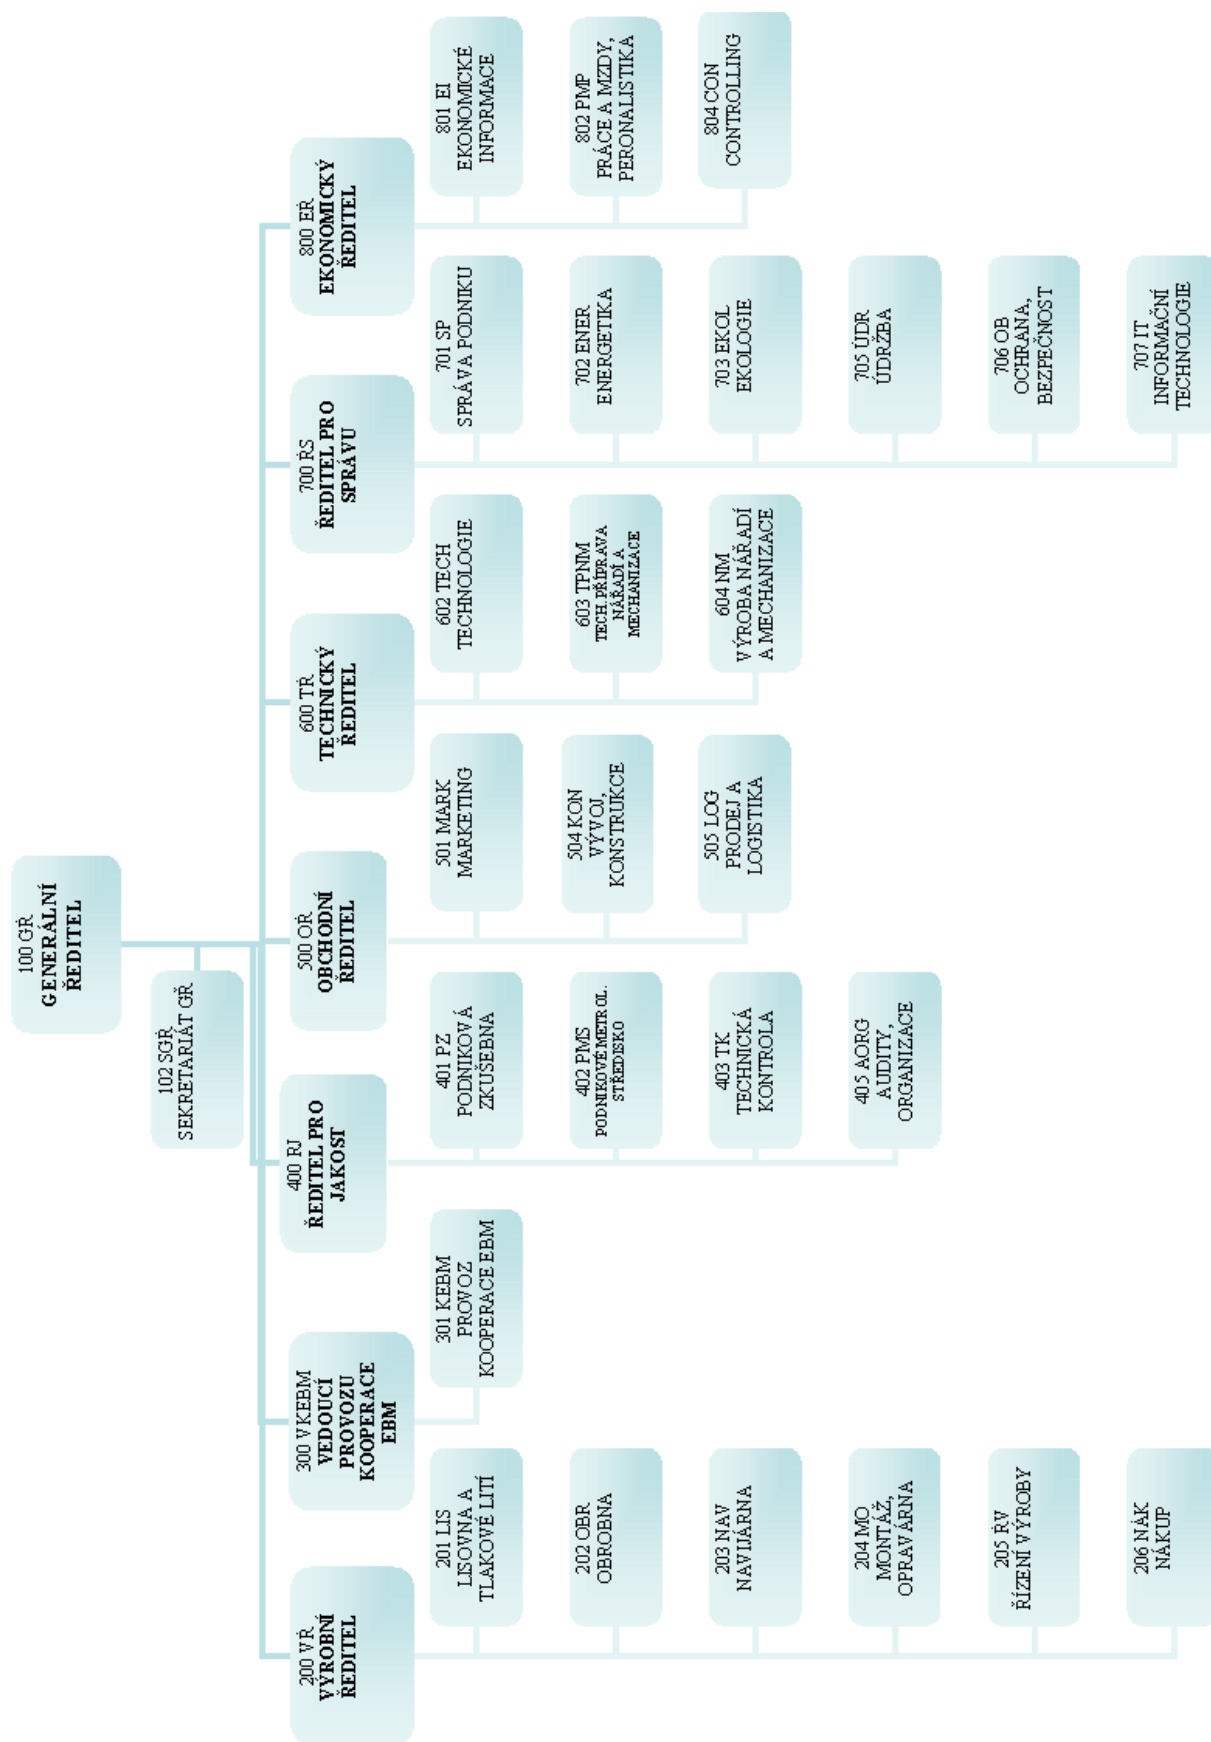 100 GŘ
GENERÁLNÍ
ŘEDITEL
102 SGŘ
SEKRETARIÁT GŘ
200 VŘ
VÝROBNÍ
ŘEDITEL
201 LIS
LISOVNA A
TLAKOVÉ LITÍ
202 OBR
OBROBNA
203 NAV
NAVIJÁRNA
204 MO
MONTÁŽ,
OPRAVÁRNA
205 ŘV
ŘÍZENÍ VÝROBY
206 NÁK
NÁKUP
300 VKEBM
VEDOUCÍ
PROVOZU
KOOPERACE
EBM
301 KEBM
PROVOZ
KOOPERACE EBM
400 RJ
ŘEDITEL PRO
JAKOST
401 PZ
PODNIKOVÁ
ZKUŠEBNA
402 PMS
PODNIKOVÉ METROL.
STŘEDISKO
403 TK
TECHNICKÁ
KONTROLA
405 AORG
AUDITY,
ORGANIZACE
500 OŘ
OBCHODNÍ
ŘEDITEL
501 MARK
MARKETING
504 KON
VÝVOJ,
KONSTRUKCE
505 LOG
PRODEJ A
LOGISTIKA
600 TŘ
TECHNICKÝ
ŘEDITEL
602 TECH
TECHNOLOGIE
603 TPNM
TECH. PŘÍPRAVA
NÁŘADÍ A
MECHANIZACE
604 NM
VÝROBA NÁŘADÍ
A MECHANIZACE
700 ŘS
ŘEDITEL PRO
SPRÁVU
701 SP
SPRÁVA PODNIKU
702 ENER
ENERGETIKA
703 EKOL
EKOLOGIE
705 ÚDR
ÚDRŽBA
706 OB
OCHRANA,
BEZPEČNOST
707 IT
INFORMAČNÍ
TECHNOLOGIE
800 EŘ
EKONOMICKÝ
ŘEDITEL
801 EI
EKONOMICKÉ
INFORMACE
802 PMP
PRÁCE A MZDY,
PERONALISTIKA
804 CON
CONTROLLING